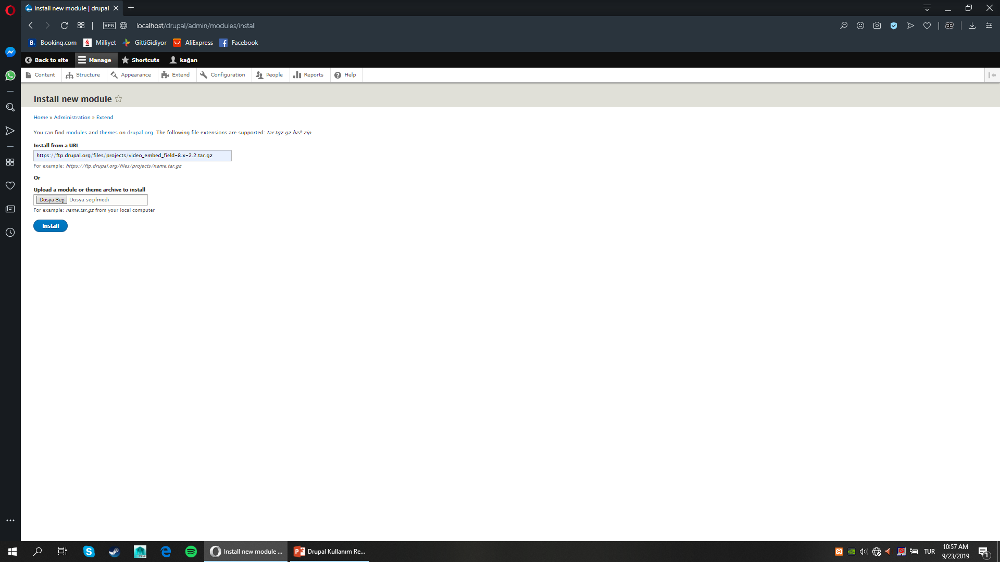 Install new module | drupal
VPN
localhost/drupal/admin/modules/install
B. Booking.com Milliyet GittiGidiyor AliExpress Facebook
Back to site Manage Shortcuts kağan
Content Structure Appearance Extend Configuration People Reports Help
Install new module
Home » Administration » Extend
You can find modules and themes on drupal.org. The following file extensions are supported: tar tgz gz bz2 zip.
Install from a URL
https://ftp.drupal.org/files/projects/video_embed_field-8.x-2.2.tar.gz
For example: https://ftp.drupal.org/files/projects/name.tar.gz
Or
Upload a module or theme archive to install
Dosya Seç Dosya seçilmedi
For example: name.tar.gz from your local computer
Install
Install new module ... Drupal Kullanım Re...
TUR
10:57 AM
9/23/2019
1